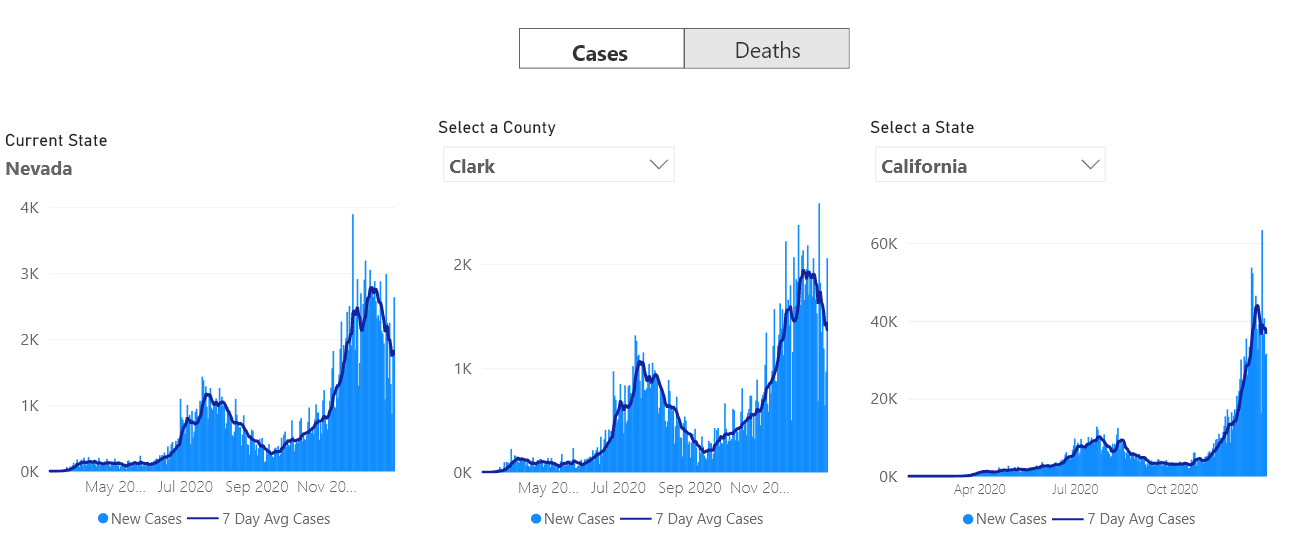 Cases Deaths
Current State
Nevada
4K
3K
2K
1K
0K
May 20... Jul 2020 Sep 2020 Nov 20...
New Cases 7 Day Avg Cases
Select a County
Clark
2K
1K
0K
May 20... Jul 2020 Sep 2020 Nov 20...
New Cases 7 Day Avg Cases
Select a State
California
60K
40K
20K
0K
Apr 2020 Jul 2020 Oct 2020
New Cases 7 Day Avg Cases